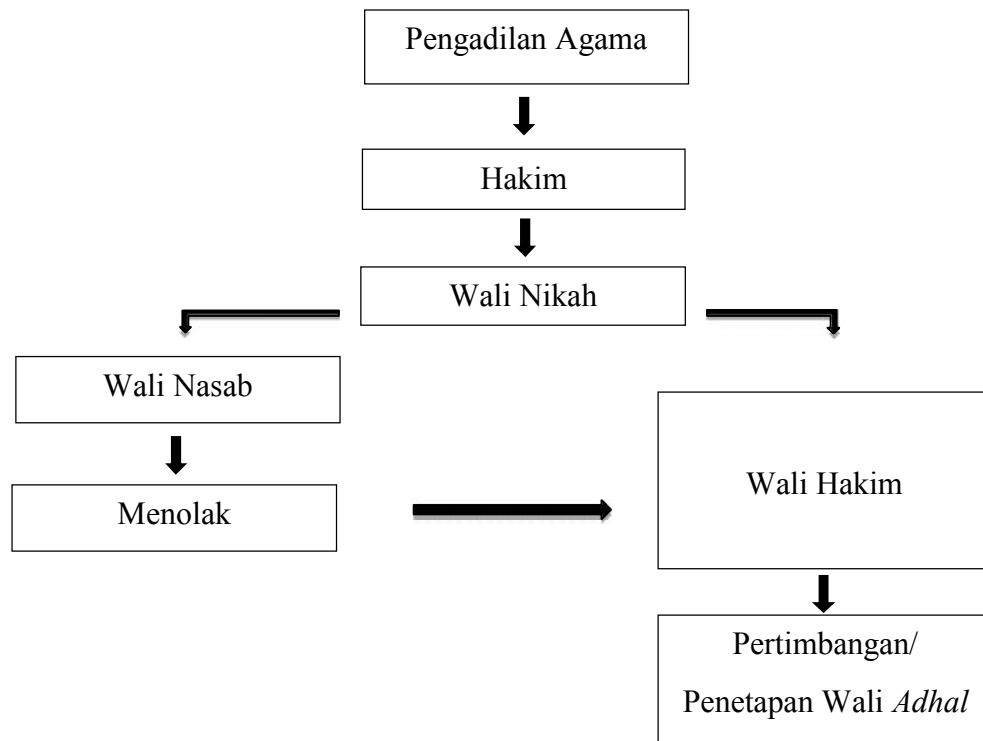 Pengadilan Agama
Hakim
Wali Nikah
Wali Nasab
Menolak
Wali Hakim
Pertimbangan/
Penetapan Wali Adhal